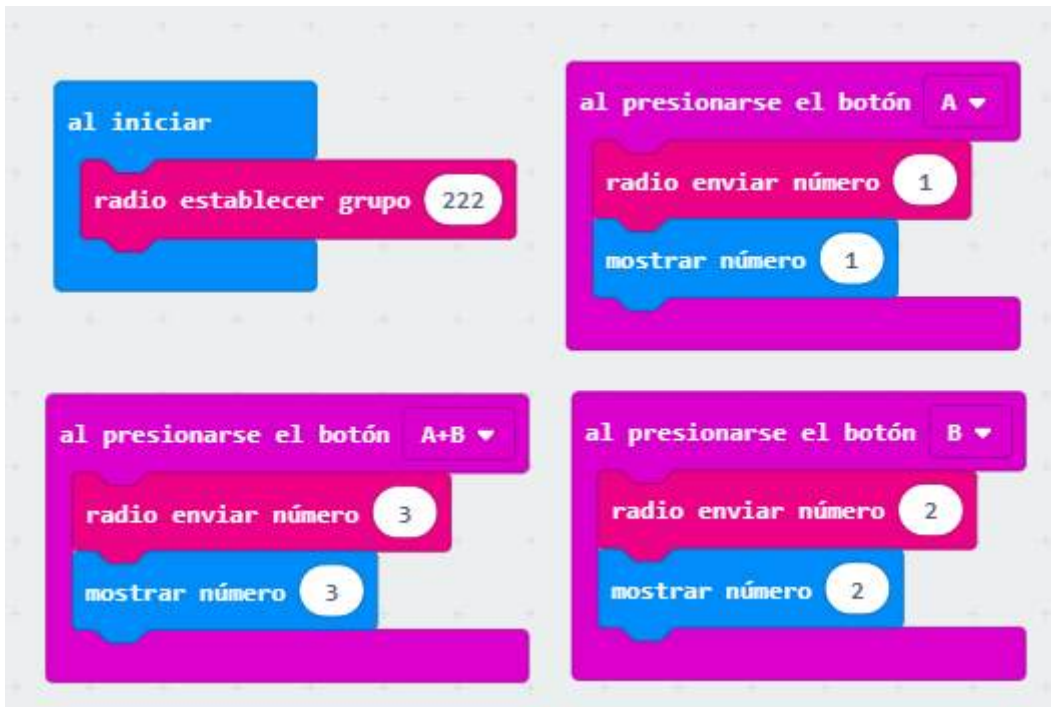 al iniciar
radio establecer grupo 222
al presionarse el botón A
radio enviar número 1
mostrar número 1
al presionarse el botón A+B
radio enviar número 3
mostrar número 3
al presionarse el botón B
radio enviar número 2
mostrar número 2